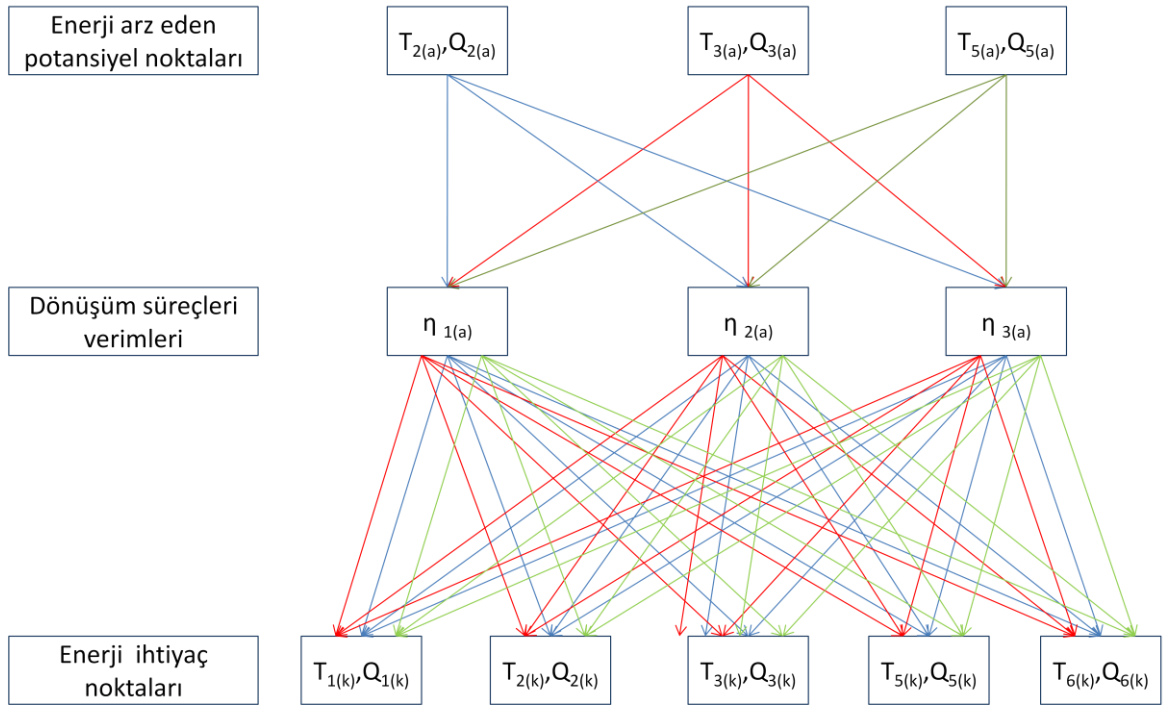 Enerji arz eden
potansiyel noktaları
T2(a),Q2(a)
T3(a),Q3(a)
T5(a),Q5(a)
Dönüşüm süreçleri
verimleri
η 1(a)
η 2(a)
η 3(a)
Enerji ihtiyaç
noktaları
T1(k),Q1(k)
T2(k),Q2(k)
T3(k),Q3(k)
T5(k),Q5(k)
T6(k),Q6(k)